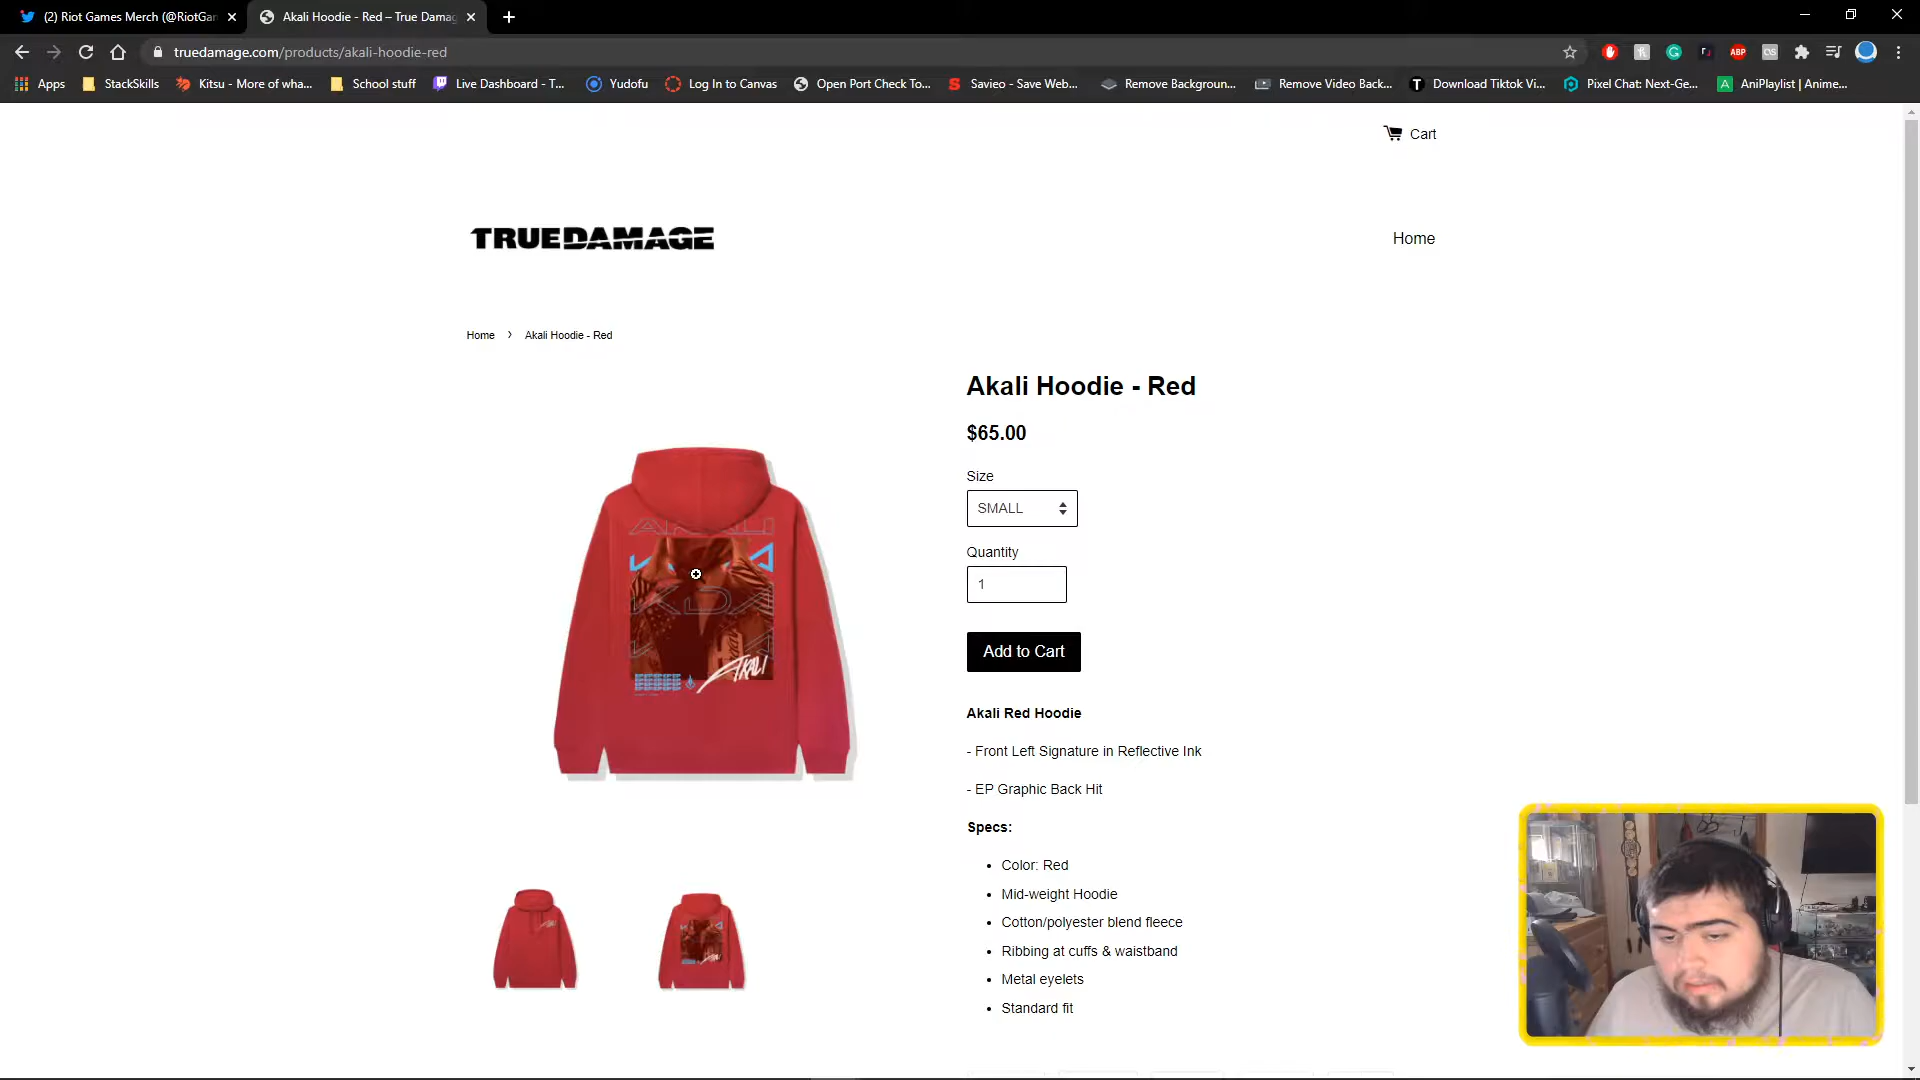 (2) Riot Games Merch (@RiotGan
Akali Hoodie - Red – True Damag
truedamage.com/products/akali-hoodie-red
Apps
StackSkills
Kitsu - More of wha...
School stuff
Live Dashboard - T...
Yudofu
Log In to Canvas
Open Port Check To...
Savieo - Save Web...
Remove Backgroun...
Remove Video Back...
Download Tiktok Vi...
Pixel Chat: Next-Ge...
AniPlaylist | Anime...
ABP
Cart
TRUEDAMAGE
Home
Home › Akali Hoodie - Red
Akali Hoodie - Red
$65.00
Size
SMALL
Quantity
1
Add to Cart
AKALI
KDA
AKALI
Akali Red Hoodie
- Front Left Signature in Reflective Ink
- EP Graphic Back Hit
Specs:
• Color: Red
• Mid-weight Hoodie
• Cotton/polyester blend fleece
• Ribbing at cuffs & waistband
• Metal eyelets
• Standard fit